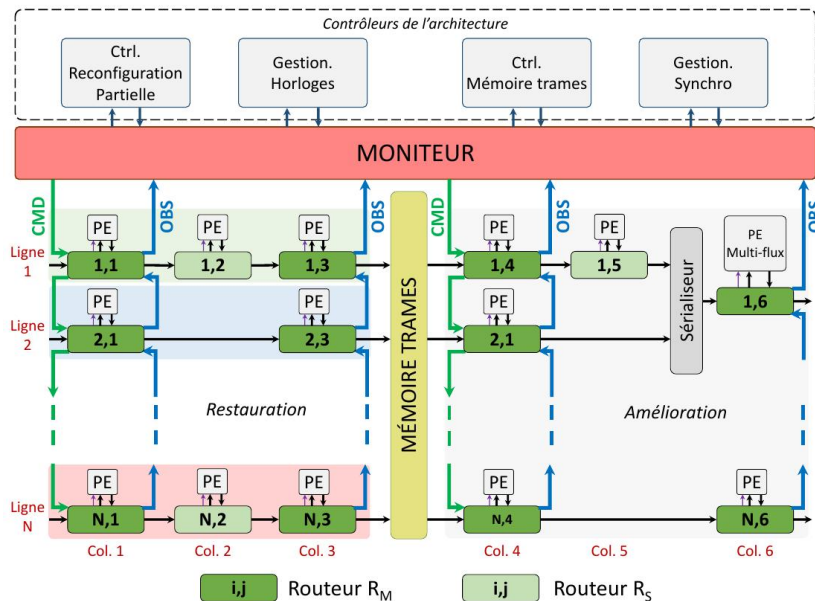 Contrôleurs de l'architecture
Ctrl.
Reconfiguration
Partielle
Gestion.
Horloges
Ctrl.
Mémoire trames
Gestion.
Synchro
MONITEUR
CMD
OBS
OBS
CMD
OBS
OBS
MÉMOIRE TRAMES
Sérialiseur
PE
PE
PE
PE
PE
PE
Multi-flux
Ligne
1
1,1
1,2
1,3
1,4
1,5
1,6
PE
PE
PE
Ligne
2
2,1
2,3
2,1
Restauration
Amélioration
PE
PE
PE
PE
PE
Ligne
N
N,1
N,2
N,3
N,4
N,6
Col. 1
Col. 2
Col. 3
Col. 4
Col. 5
Col. 6
i,j
Routeur RM
i,j
Routeur RS